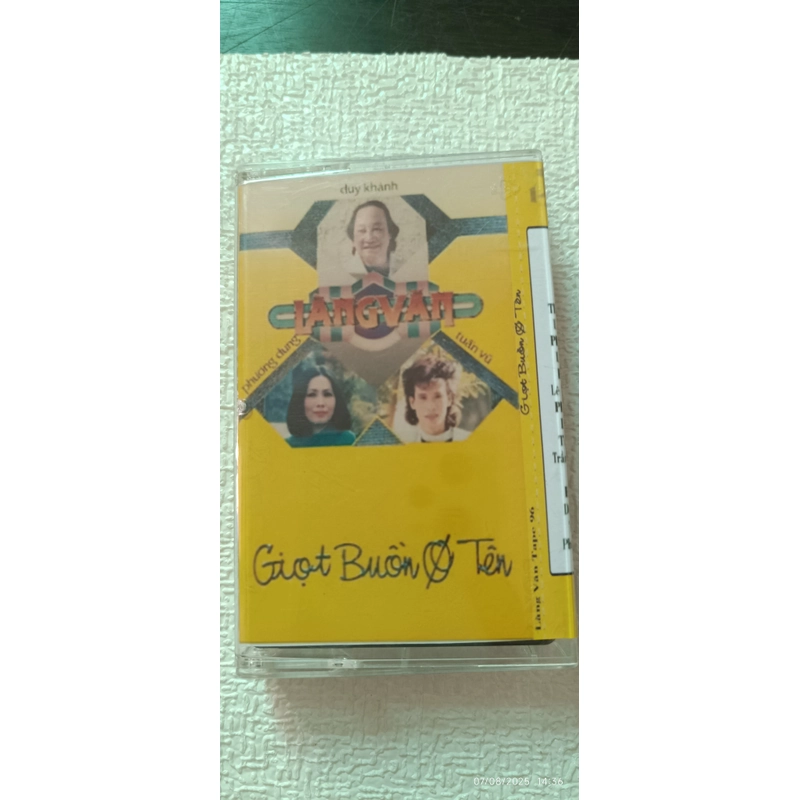 duy khánh
LÀNGVĂN
phương dung
tuấn vũ
Giọt Buồn Ø Tên
Giọt Buồn Ø Tên
Làng Văn Tape 96
07/08/2025 14:36